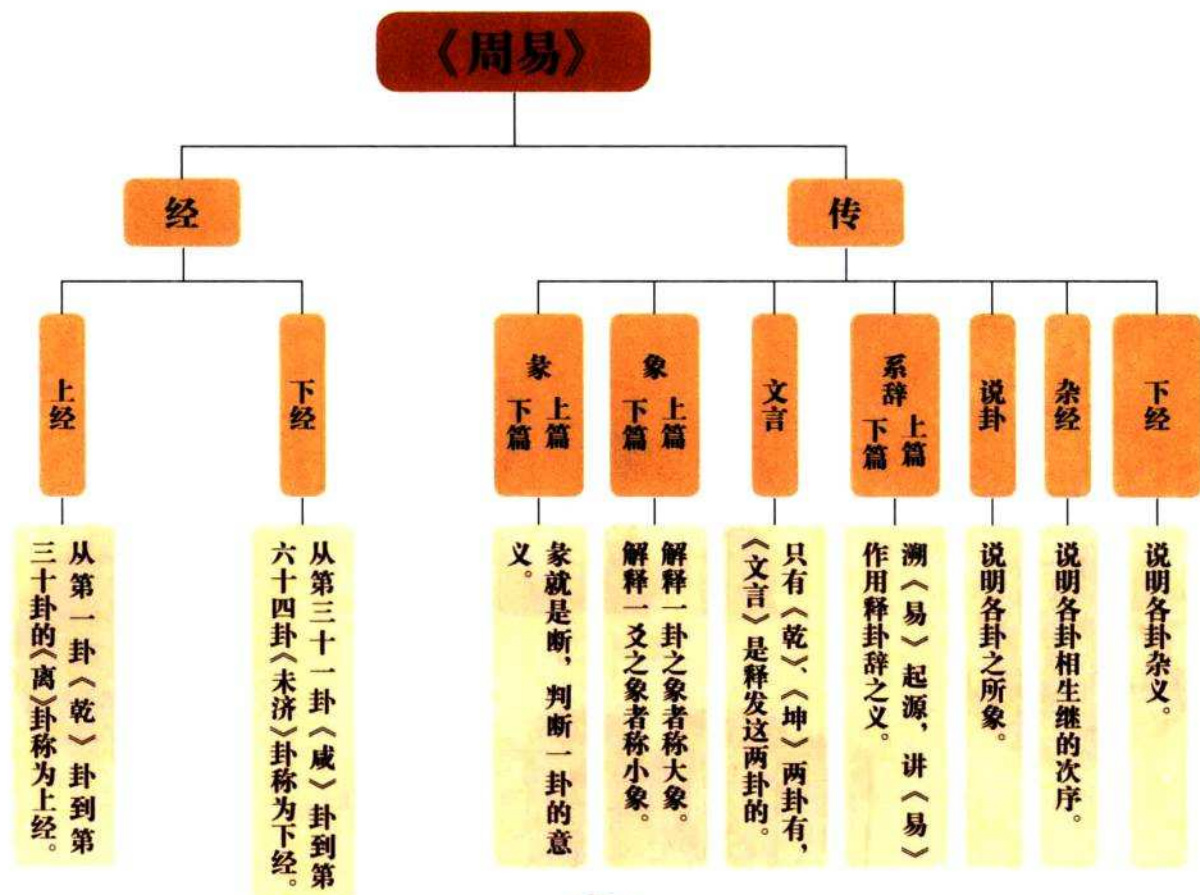 《周易》
经
传
上经
下经
彖
上篇
下篇
象
上篇
下篇
文言
系辞
上篇
下篇
说卦
杂经
下经
从第一卦《乾》卦到第
三十卦的《离》卦称为上经。
从第三十一卦《咸》卦到第
六十四卦《未济》卦称为下经。
彖就是断，判断一卦的意
义。
解释一卦之象者称大象。
解释一爻之象者称小象。
只有《乾》、《坤》两卦有，
《文言》是释发这两卦的。
溯《易》起源，讲《易》
作用释卦辞之义。
说明各卦之所象。
说明各卦相生继的次序。
说明各卦杂义。